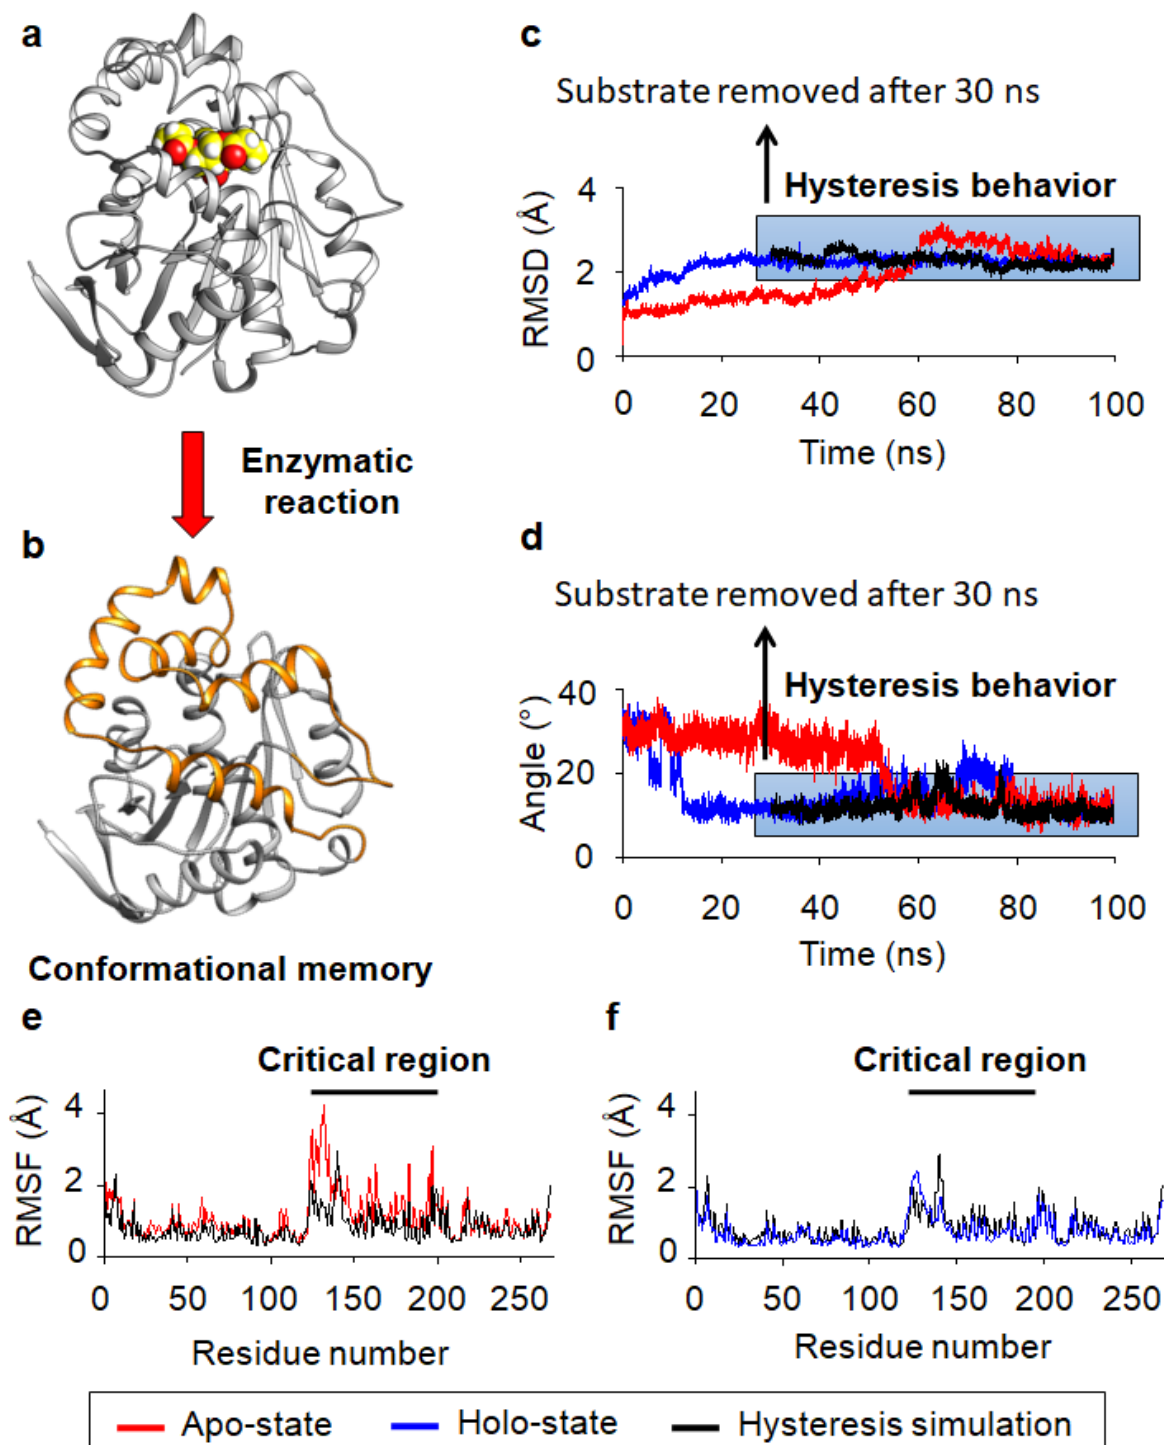 a
Enzymatic
reaction
b
Conformational memory
c
Substrate removed after 30 ns
Hysteresis behavior
RMSD (Å)
4
2
0
0 20 40 60 80 100
Time (ns)
d
Substrate removed after 30 ns
Hysteresis behavior
Angle (°)
40
20
0
0 20 40 60 80 100
Time (ns)
e
Critical region
RMSF (Å)
4
2
0
0 50 100 150 200 250
Residue number
f
Critical region
RMSF (Å)
4
2
0
0 50 100 150 200 250
Residue number
Apo-state Holo-state Hysteresis simulation